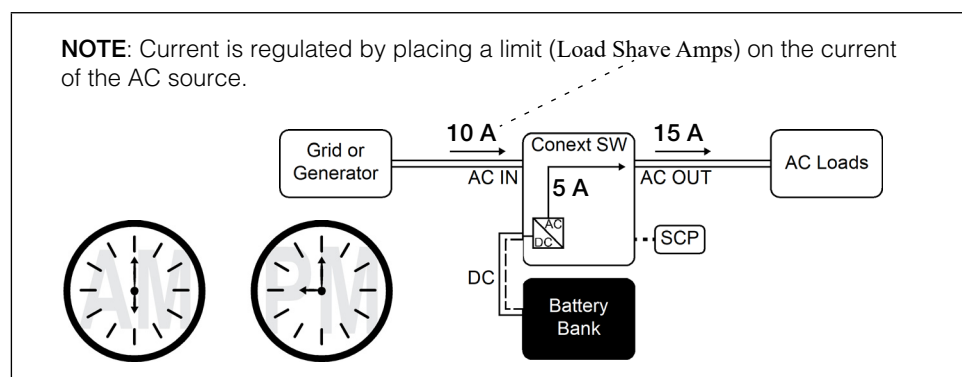 NOTE: Current is regulated by placing a limit (Load Shave Amps) on the current
of the AC source.
10 A
15 A
Grid or
Generator
Conext SW
AC Loads
AC IN
AC OUT
5 A
AC
DC
SCP
DC
AM
PM
Battery
Bank